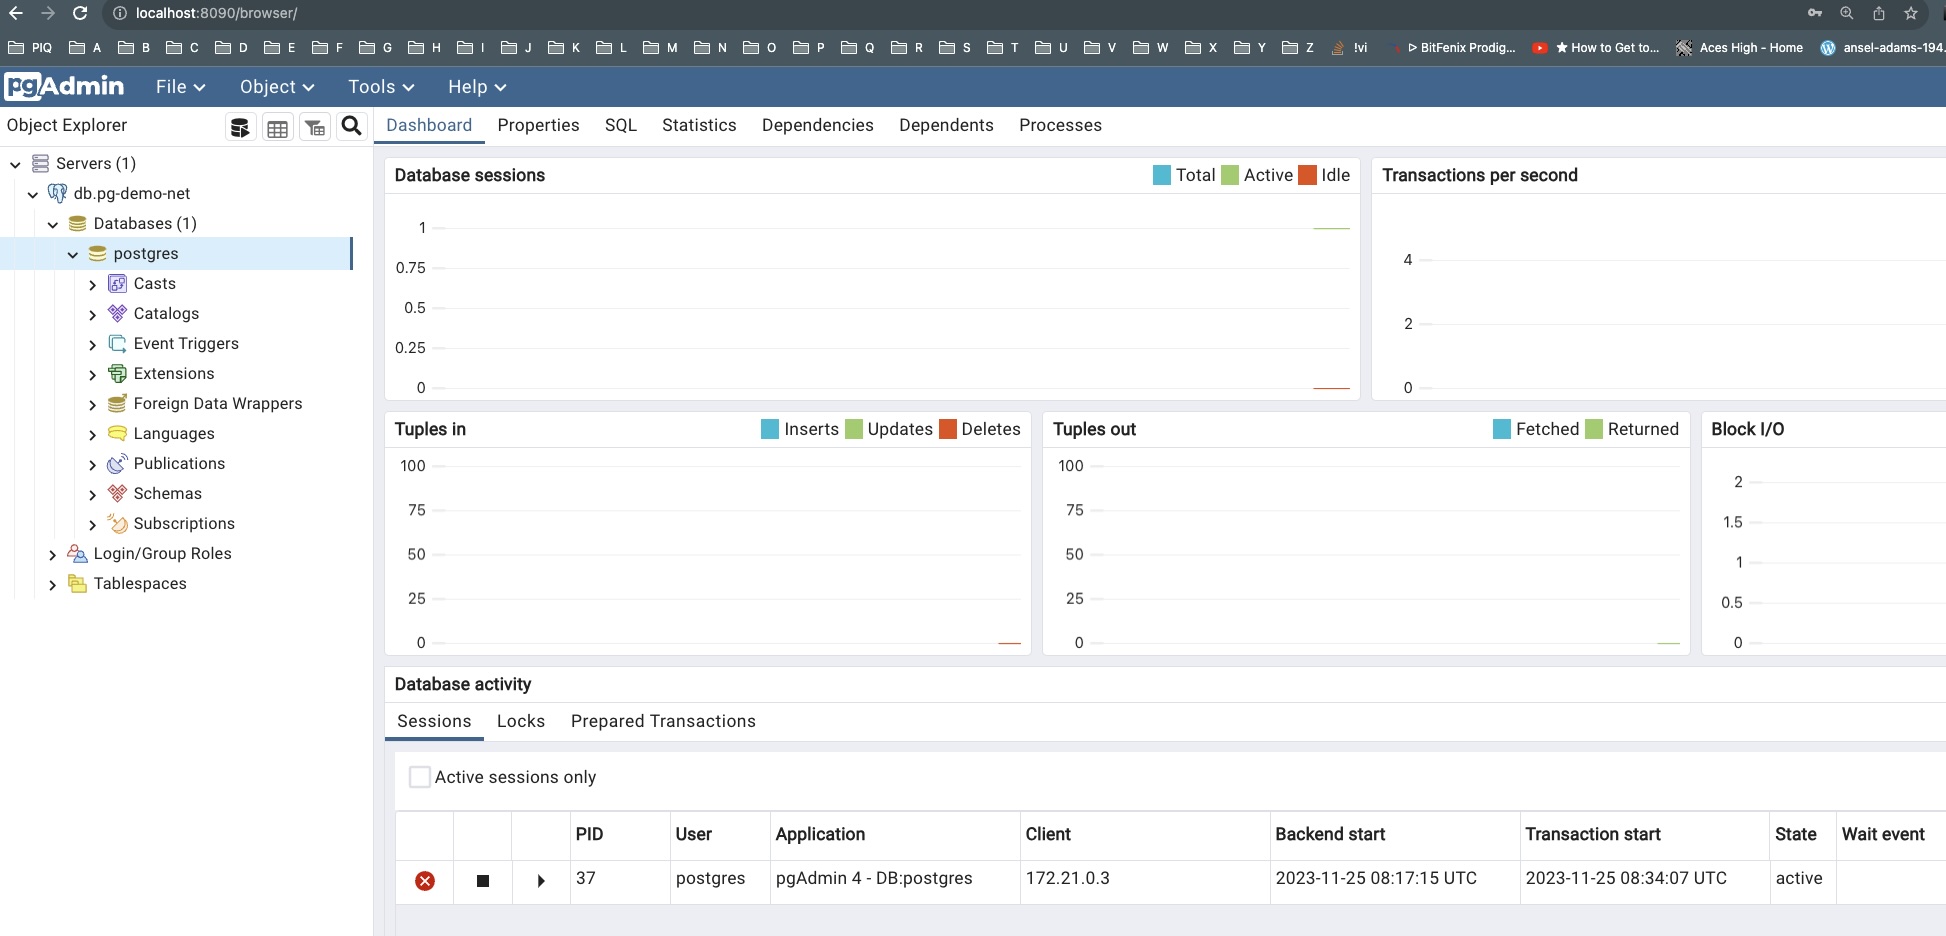 localhost:8090/browser/
PIQ A B C D E F G H I J K L M N O P Q R S T U V W X Y Z !vi ᐅ BitFenix Prodig... ★ How to Get to... Aces High - Home ansel-adams-194.
pgAdmin File Object Tools Help
Object Explorer
Dashboard Properties SQL Statistics Dependencies Dependents Processes
Servers (1)
db.pg-demo-net
Databases (1)
postgres
Casts
Catalogs
Event Triggers
Extensions
Foreign Data Wrappers
Languages
Publications
Schemas
Subscriptions
Login/Group Roles
Tablespaces
Database sessions Total Active Idle
1
0.75
0.5
0.25
0
Transactions per second
4
2
0
Tuples in Inserts Updates Deletes
100
75
50
25
0
Tuples out Fetched Returned
100
75
50
25
0
Block I/O
2
1.5
1
0.5
0
Database activity
Sessions Locks Prepared Transactions
Active sessions only
PID User Application Client Backend start Transaction start State Wait event
37 postgres pgAdmin 4 - DB:postgres 172.21.0.3 2023-11-25 08:17:15 UTC 2023-11-25 08:34:07 UTC active